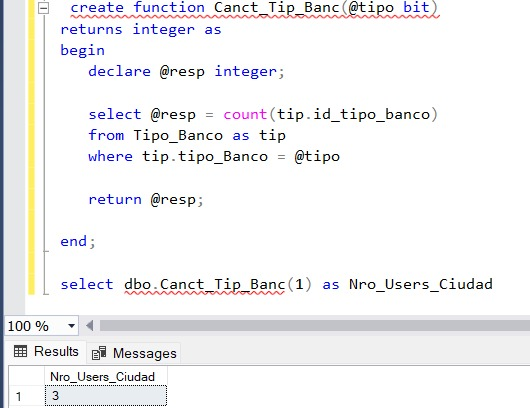 create function Canct_Tip_Banc(@tipo bit)
returns integer as
begin
declare @resp integer;
select @resp = count(tip.id_tipo_banco)
from Tipo_Banco as tip
where tip.tipo_Banco = @tipo
return @resp;
end;
select dbo.Canct_Tip_Banc(1) as Nro_Users_Ciudad
100 %
Results Messages
Nro_Users_Ciudad
1 3